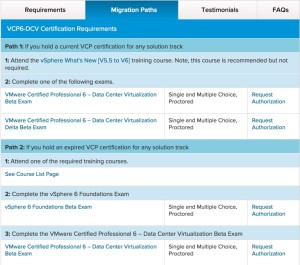 Requirements
Migration Paths
Testimonials
FAQs
VCP6-DCV Certification Requirements
Path 1: If you hold a current VCP certification for any solution track
1: Attend the vSphere What's New [V5.5 to V6] training course. Note, this course is recommended but not
required.
2: Complete one of the following exams.
VMware Certified Professional 6 – Data Center Virtualization
Beta Exam
Single and Multiple Choice,
Proctored
Request
Authorization
VMware Certified Professional 6 – Data Center Virtualization
Delta Beta Exam
Single and Multiple Choice,
Proctored
Request
Authorization
Path 2: If you hold an expired VCP certification for any solution track
1: Attend one of the required training courses.
See Course List Page
2: Complete the vSphere 6 Foundations Exam
vSphere 6 Foundations Beta Exam
Single and Multiple Choice,
Proctored
Request
Authorization
3: Complete the VMware Certified Professional 6 – Data Center Virtualization Beta Exam
VMware Certified Professional 6 – Data Center Virtualization
Beta Exam
Single and Multiple Choice,
Proctored
Request
Authorization